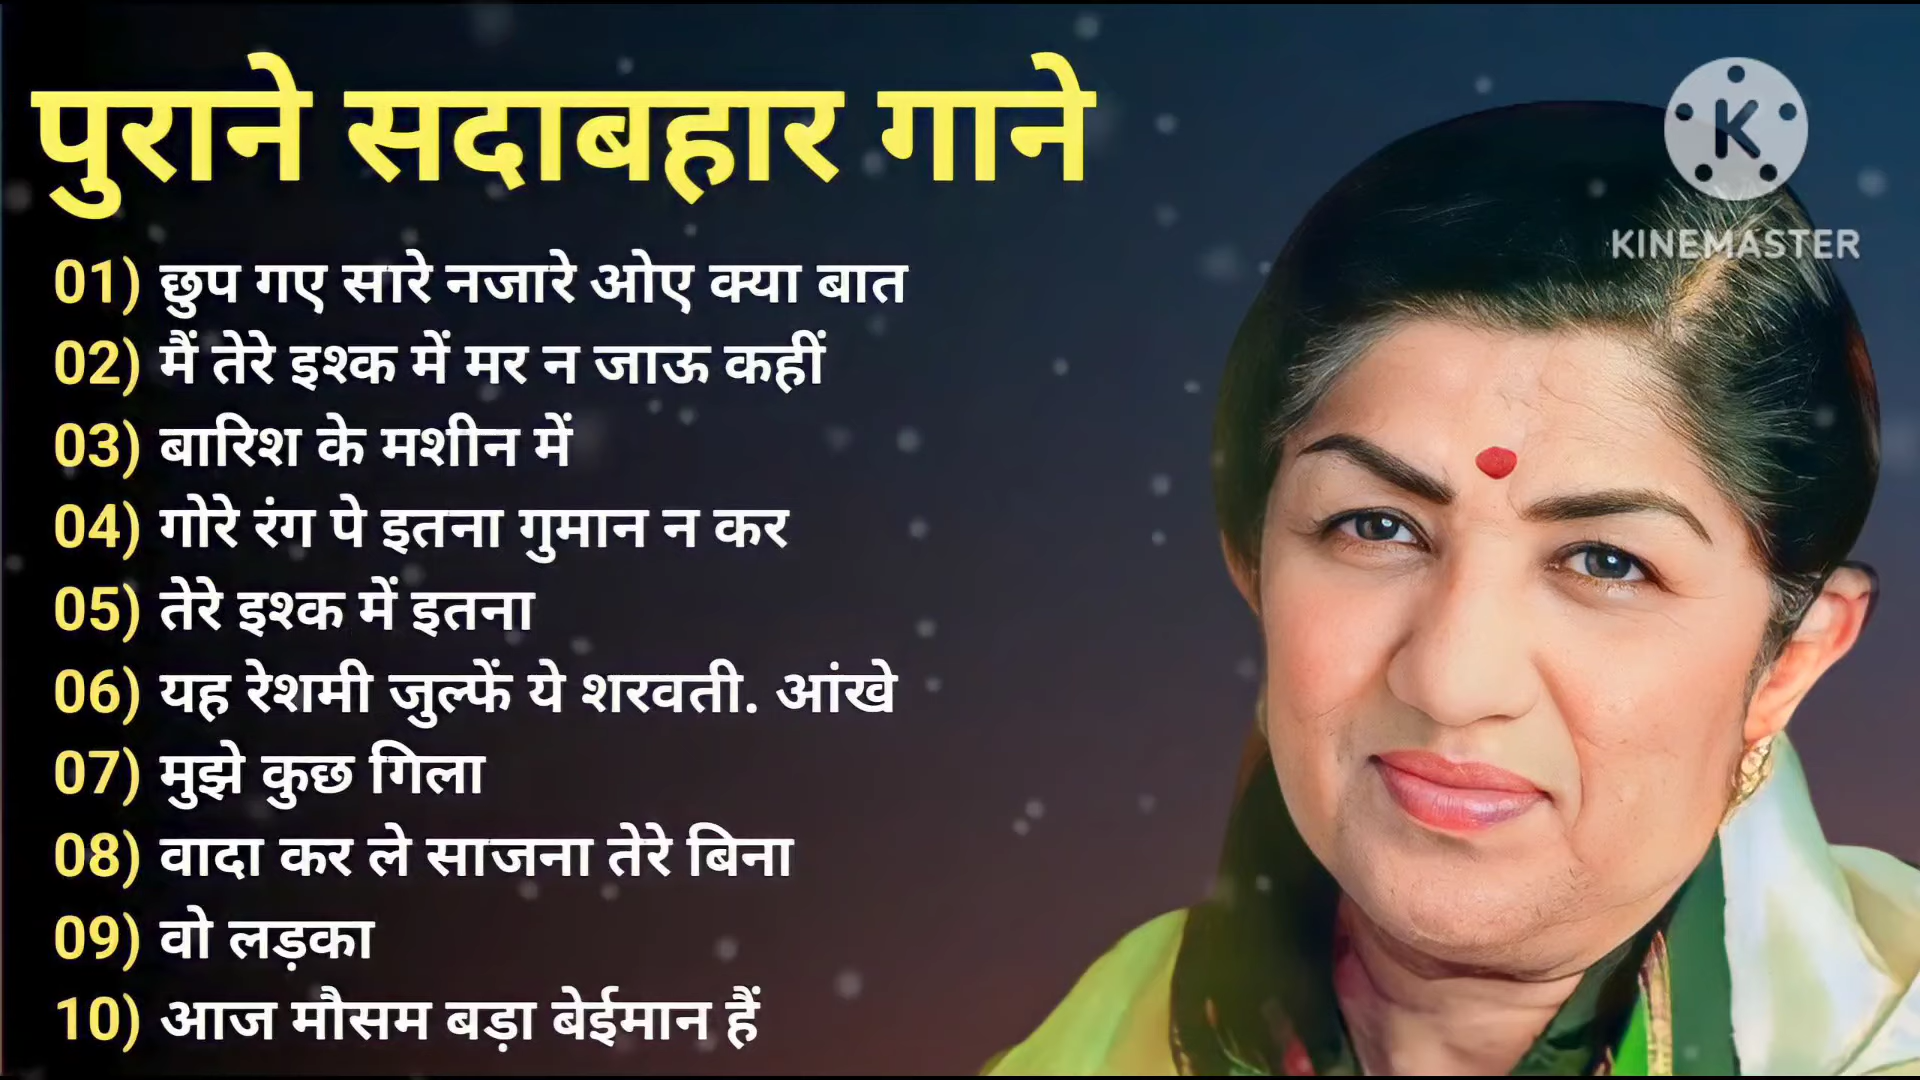 पुराने सदाबहार गाने
K
KINEMASTER
01) छुप गए सारे नजारे ओए क्या बात
02) मैं तेरे इश्क में मर न जाऊ कहीं
03) बारिश के मशीन में
04) गोरे रंग पे इतना गुमान न कर
05) तेरे इश्क में इतना
06) यह रेशमी जुल्फें ये शरवती. आंखे
07) मुझे कुछ गिला
08) वादा कर ले साजना तेरे बिना
09) वो लड़का
10) आज मौसम बड़ा बेईमान हैं